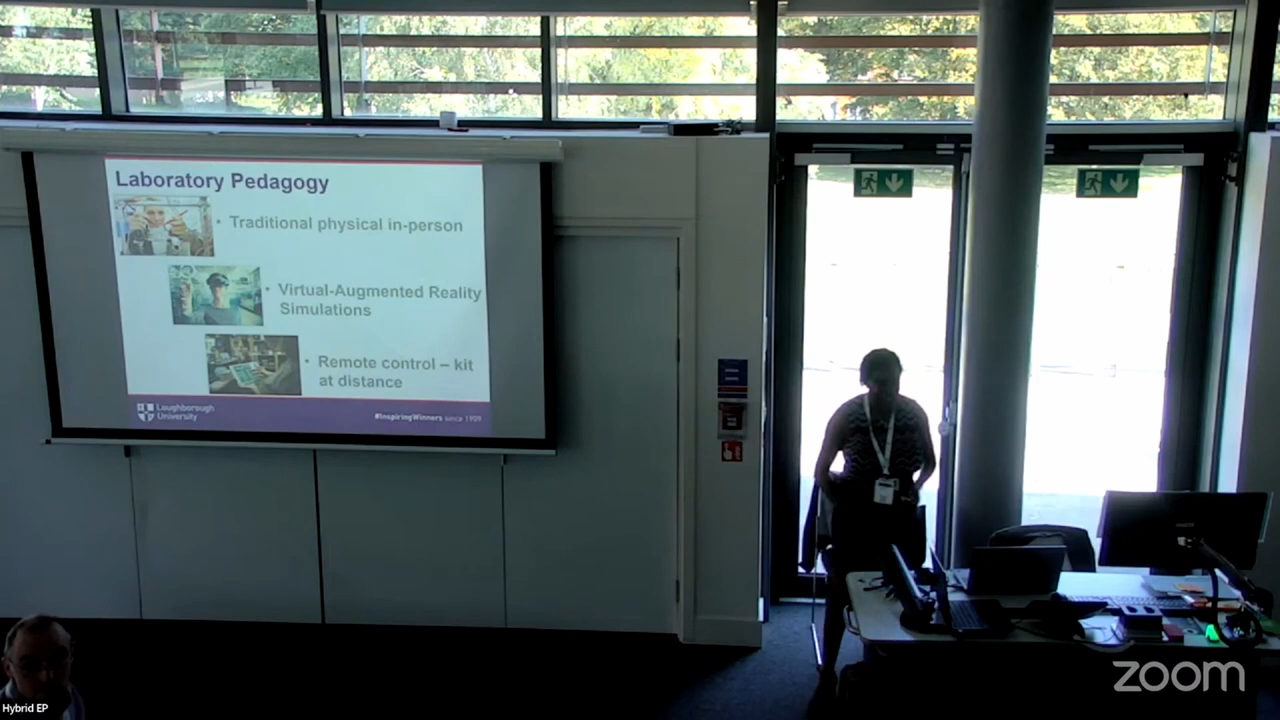 Laboratory Pedagogy
• Traditional physical in-person
• Virtual-Augmented Reality
Simulations
• Remote control – kit
at distance
Loughborough
University
#InspiringWinners since 1909
Hybrid EP
zoom